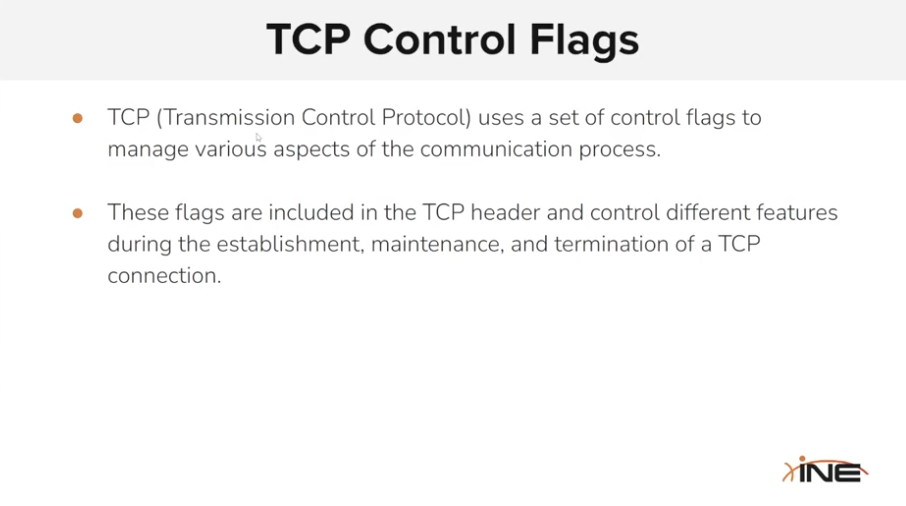 TCP Control Flags
TCP (Transmission Control Protocol) uses a set of control flags to
manage various aspects of the communication process.
These flags are included in the TCP header and control different features
during the establishment, maintenance, and termination of a TCP
connection.
INE